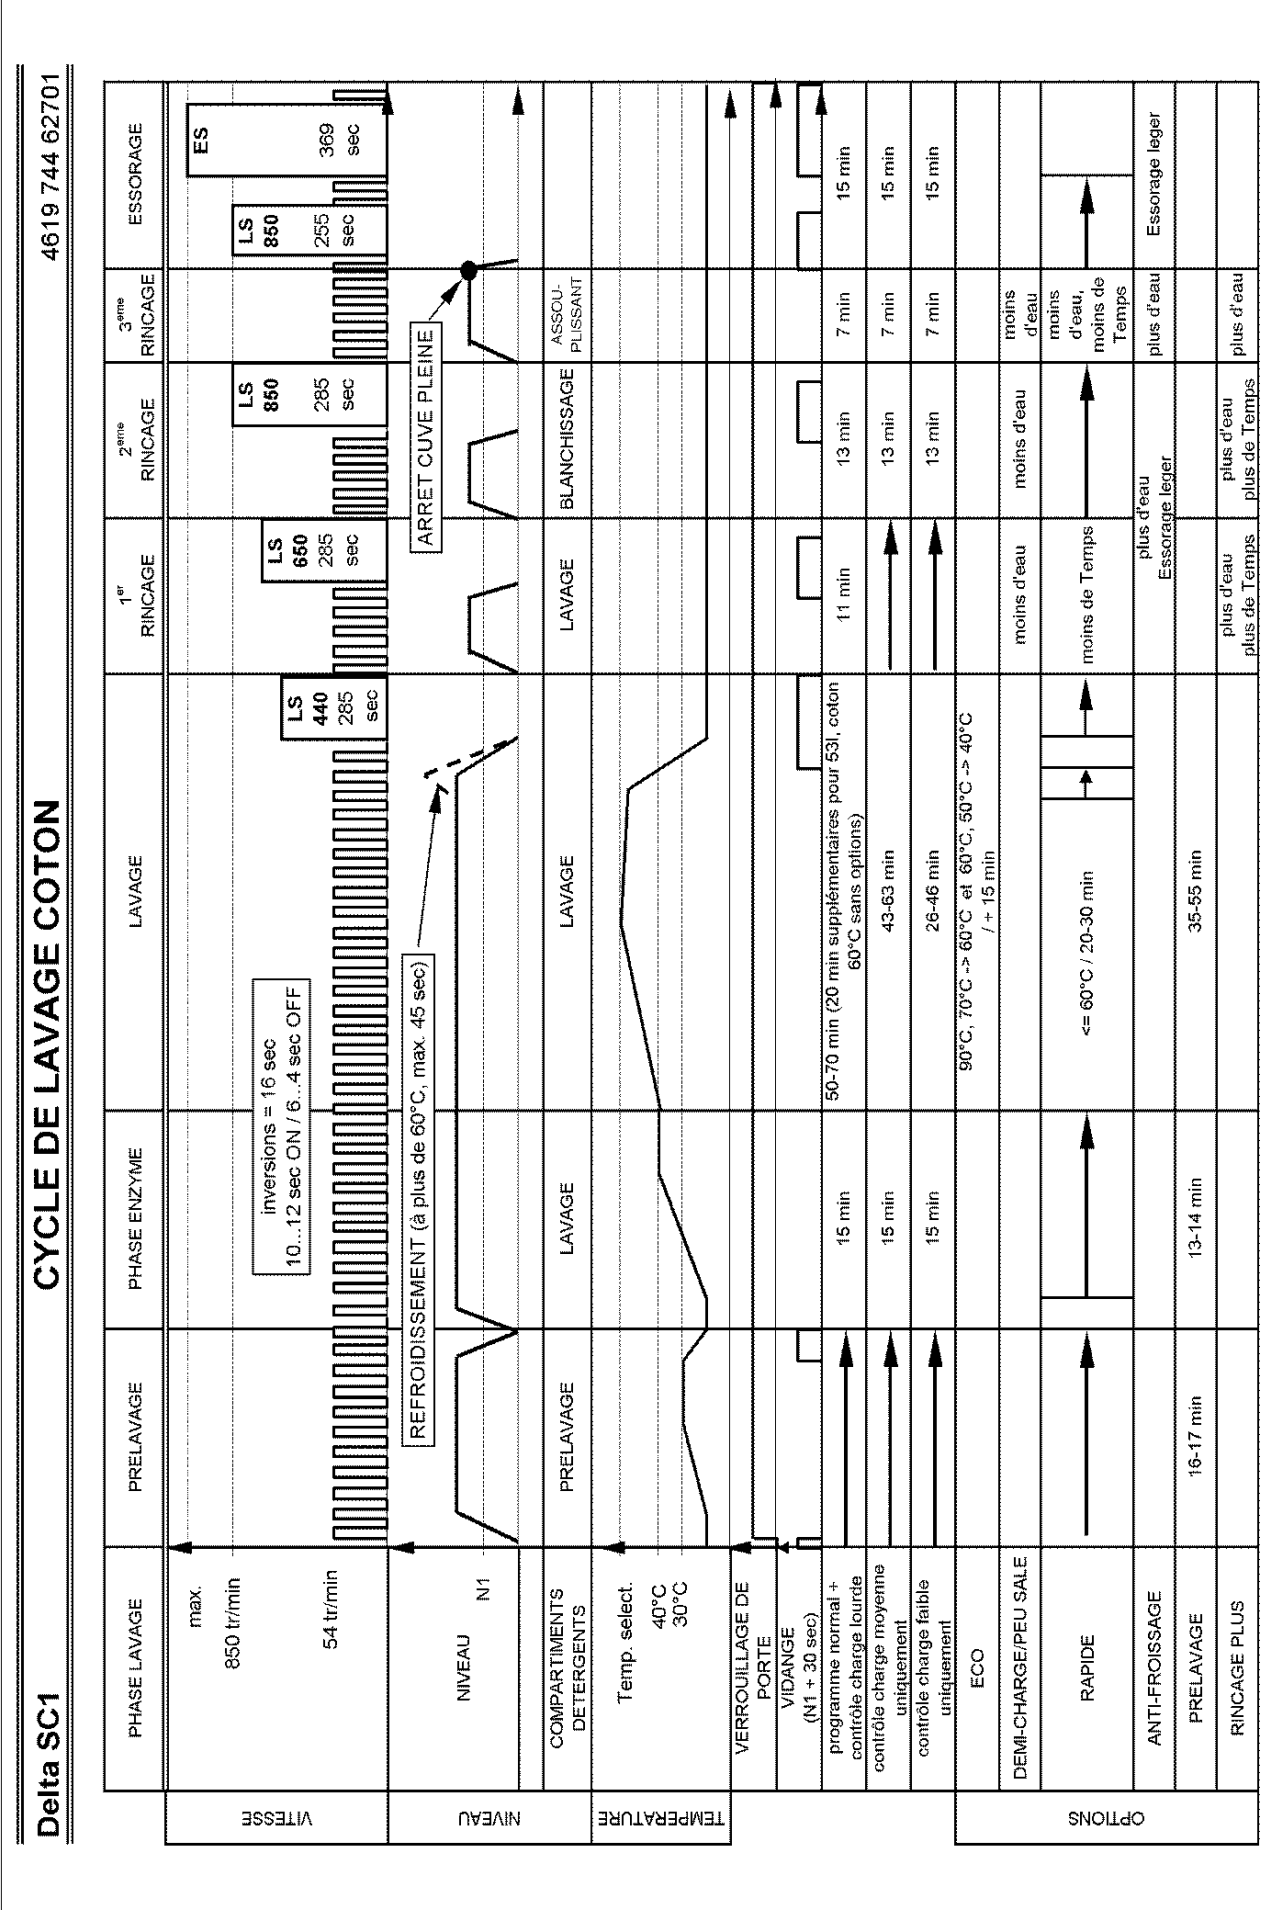 Delta SC1
CYCLE DE LAVAGE COTON
4619 744 62701
PHASE LAVAGE
PRELAVAGE
PHASE ENZYME
LAVAGE
1er
RINCAGE
2eme
RINCAGE
3eme
RINCAGE
ESSORAGE
VITESSE
max.
850 tr/min
54 tr/min
inversions = 16 sec
10...12 sec ON / 6...4 sec OFF
LS
440
285
sec
LS
650
285
sec
LS
850
285
sec
LS
850
255
sec
ES
369
sec
NIVEAU
NIVEAU
N1
REFROIDISSEMENT (à plus de 60°C, max. 45 sec)
ARRET CUVE PLEINE
COMPARTIMENTS
DETERGENTS
PRELAVAGE
LAVAGE
LAVAGE
LAVAGE
BLANCHISSAGE
ASSOU-
PLISSANT
TEMPERATURE
Temp. select.
40°C
30°C
VERROUILLAGE DE
PORTE
VIDANGE
(N1 + 30 sec)
programme normal +
contrôle charge lourde
15 min
50-70 min (20 min supplémentaires pour 53l, coton
60°C sans options)
11 min
13 min
7 min
15 min
contrôle charge moyenne
uniquement
15 min
43-63 min
13 min
7 min
15 min
contrôle charge faible
uniquement
15 min
26-46 min
13 min
7 min
15 min
OPTIONS
ECO
90°C, 70°C -> 60°C et 60°C, 50°C -> 40°C
/ + 15 min
DEMI-CHARGE/PEU SALE
moins d'eau
moins d'eau
moins
d'eau
RAPIDE
<= 60°C / 20-30 min
moins de Temps
moins
d'eau,
moins de
Temps
ANTI-FROISSAGE
plus d'eau
Essorage leger
plus d'eau
Essorage leger
PRELAVAGE
16-17 min
13-14 min
35-55 min
RINCAGE PLUS
plus d'eau
plus de Temps
plus d'eau
plus de Temps
plus d'eau